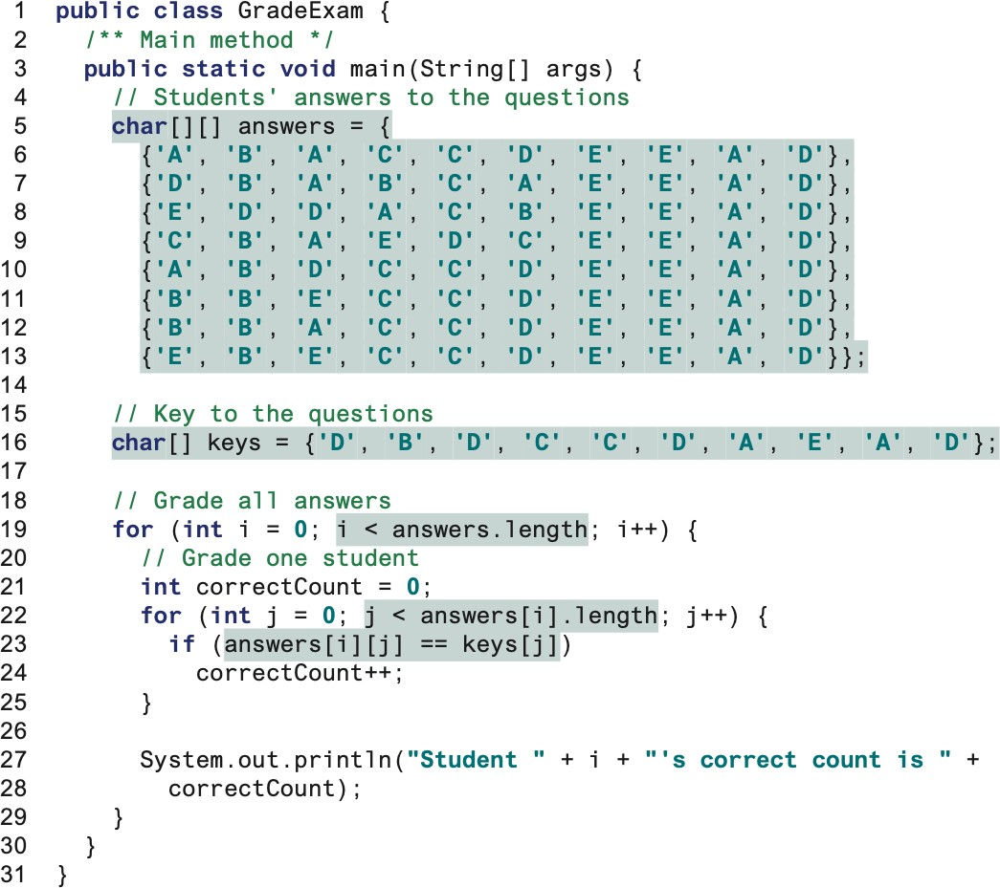 1 public class GradeExam {
2   /** Main method */
3   public static void main(String[] args) {
4     // Students' answers to the questions
5     char[][] answers = {
6       {'A', 'B', 'A', 'C', 'C', 'D', 'E', 'E', 'A', 'D'},
7       {'D', 'B', 'A', 'B', 'C', 'A', 'E', 'E', 'A', 'D'},
8       {'E', 'D', 'D', 'A', 'C', 'B', 'E', 'E', 'A', 'D'},
9       {'C', 'B', 'A', 'E', 'D', 'C', 'E', 'E', 'A', 'D'},
10       {'A', 'B', 'D', 'C', 'C', 'D', 'E', 'E', 'A', 'D'},
11       {'B', 'B', 'E', 'C', 'C', 'D', 'E', 'E', 'A', 'D'},
12       {'B', 'B', 'A', 'C', 'C', 'D', 'E', 'E', 'A', 'D'},
13       {'E', 'B', 'E', 'C', 'C', 'D', 'E', 'E', 'A', 'D'}};
14
15     // Key to the questions
16     char[] keys = {'D', 'B', 'D', 'C', 'C', 'D', 'A', 'E', 'A', 'D'};
17
18     // Grade all answers
19     for (int i = 0; i < answers.length; i++) {
20       // Grade one student
21       int correctCount = 0;
22       for (int j = 0; j < answers[i].length; j++) {
23         if (answers[i][j] == keys[j])
24           correctCount++;
25       }
26
27       System.out.println("Student " + i + "'s correct count is " +
28         correctCount);
29     }
30   }
31 }